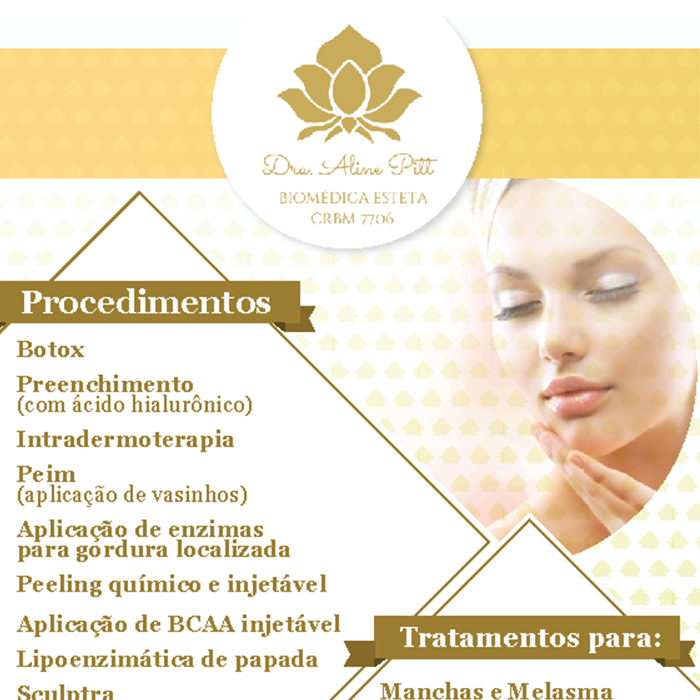 Dra. Aline Pitt
BIOMÉDICA ESTETA
CRBM 7706
Procedimentos
Botox
Preenchimento
(com ácido hialurônico)
Intradermoterapia
Peim
(aplicação de vasinhos)
Aplicação de enzimas
para gordura localizada
Peeling químico e injetável
Aplicação de BCAA injetável
Lipoenzimática de papada
Sculptra
Tratamentos para:
Manchas e Melasma